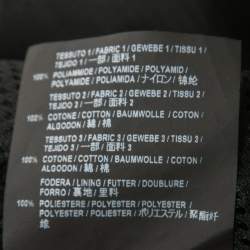 TESSUTO 1 / FABRIC 1 / GEWEBE 1 / TISSU 1 /
TEJIDO 1 / 一部 / 面料 1 /
100% POLIAMMIDE / POLYAMIDE / POLYAMID /
POLYAMIDE / POLIAMIDA / ナイロン / 锦纶
TESSUTO 2 / FABRIC 2 / GEWEBE 2 / TISSU 2 /
TEJIDO 2 / 一部 / 面料 2 /
100% COTONE / COTTON / BAUMWOLLE / COTON /
ALGODON / 綿 / 棉
TESSUTO 3 / FABRIC 3 / GEWEBE 3 / TISSU 3 /
TEJIDO 3 / 一部 / 面料 3 /
100% COTONE / COTTON / BAUMWOLLE / COTON /
ALGODON / 綿 / 棉
FODERA / LINING / FUTTER / DOUBLURE /
FORRO / 裏地 / 里料
100% POLIESTERE / POLYESTER / POLYESTER /
POLYESTER / POLIESTER / ポリエステル / 聚酯纤
维